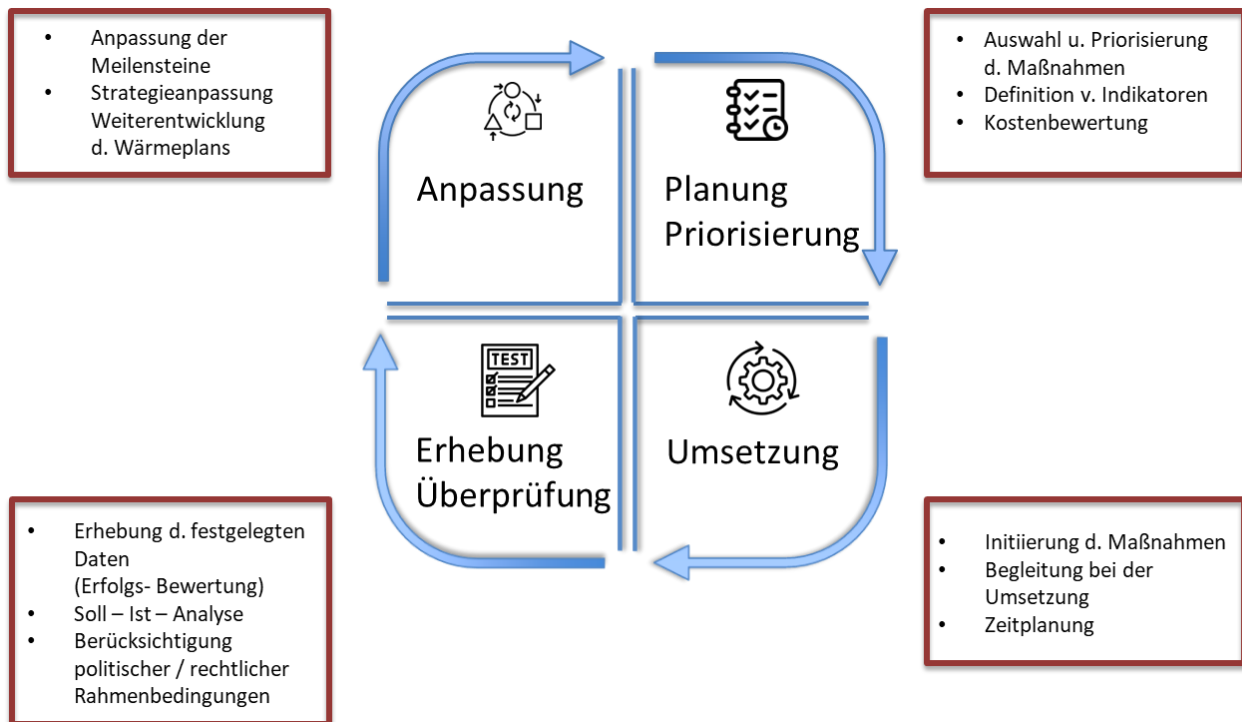 • Anpassung der
Meilensteine
• Strategieanpassung
Weiterentwicklung
d. Wärmeplans
Anpassung
Planung
Priorisierung
• Auswahl u. Priorisierung
d. Maßnahmen
• Definition v. Indikatoren
• Kostenbewertung
TEST
Erhebung
Überprüfung
Umsetzung
• Erhebung d. festgelegten
Daten
(Erfolgs- Bewertung)
• Soll – Ist – Analyse
• Berücksichtigung
politischer / rechtlicher
Rahmenbedingungen
• Initiierung d. Maßnahmen
• Begleitung bei der
Umsetzung
• Zeitplanung